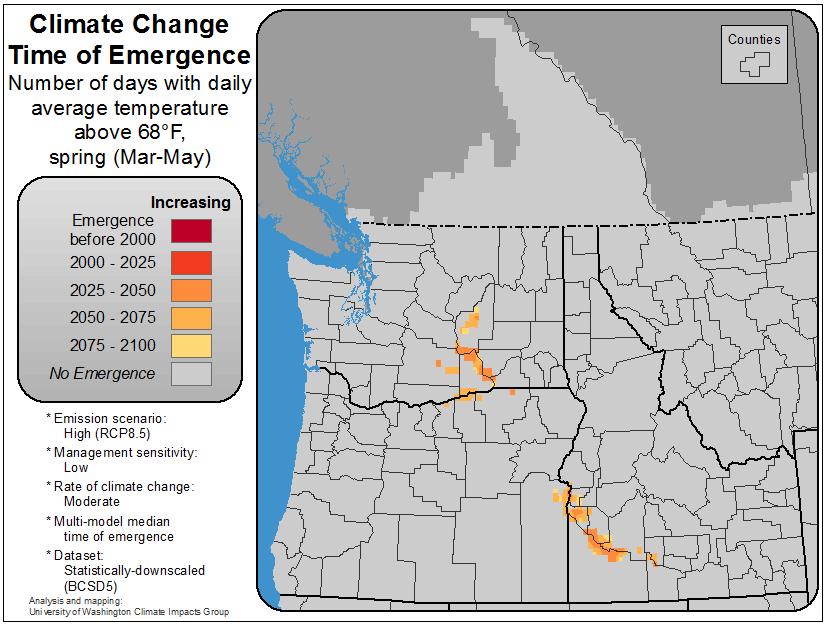 Climate Change
Time of Emergence
Number of days with daily
average temperature
above 68°F,
spring (Mar-May)
Increasing
Emergence
before 2000
2000 - 2025
2025 - 2050
2050 - 2075
2075 - 2100
No Emergence
* Emission scenario:
High (RCP8.5)
* Management sensitivity:
Low
* Rate of climate change:
Moderate
* Multi-model median
time of emergence
* Dataset:
Statistically-downscaled
(BCSD5)
Analysis and mapping:
University of Washington Climate Impacts Group
Counties